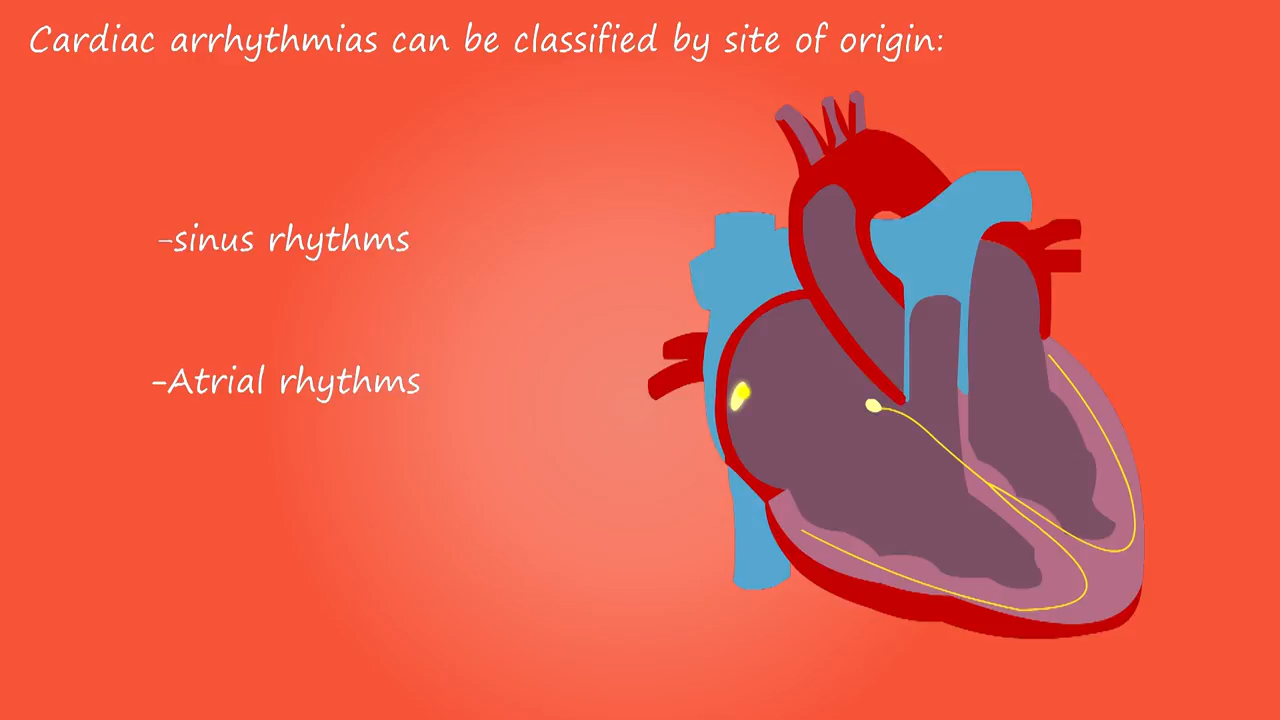 Cardiac arrhythmias can be classified by site of origin:
-sinus rhythms
-Atrial rhythms